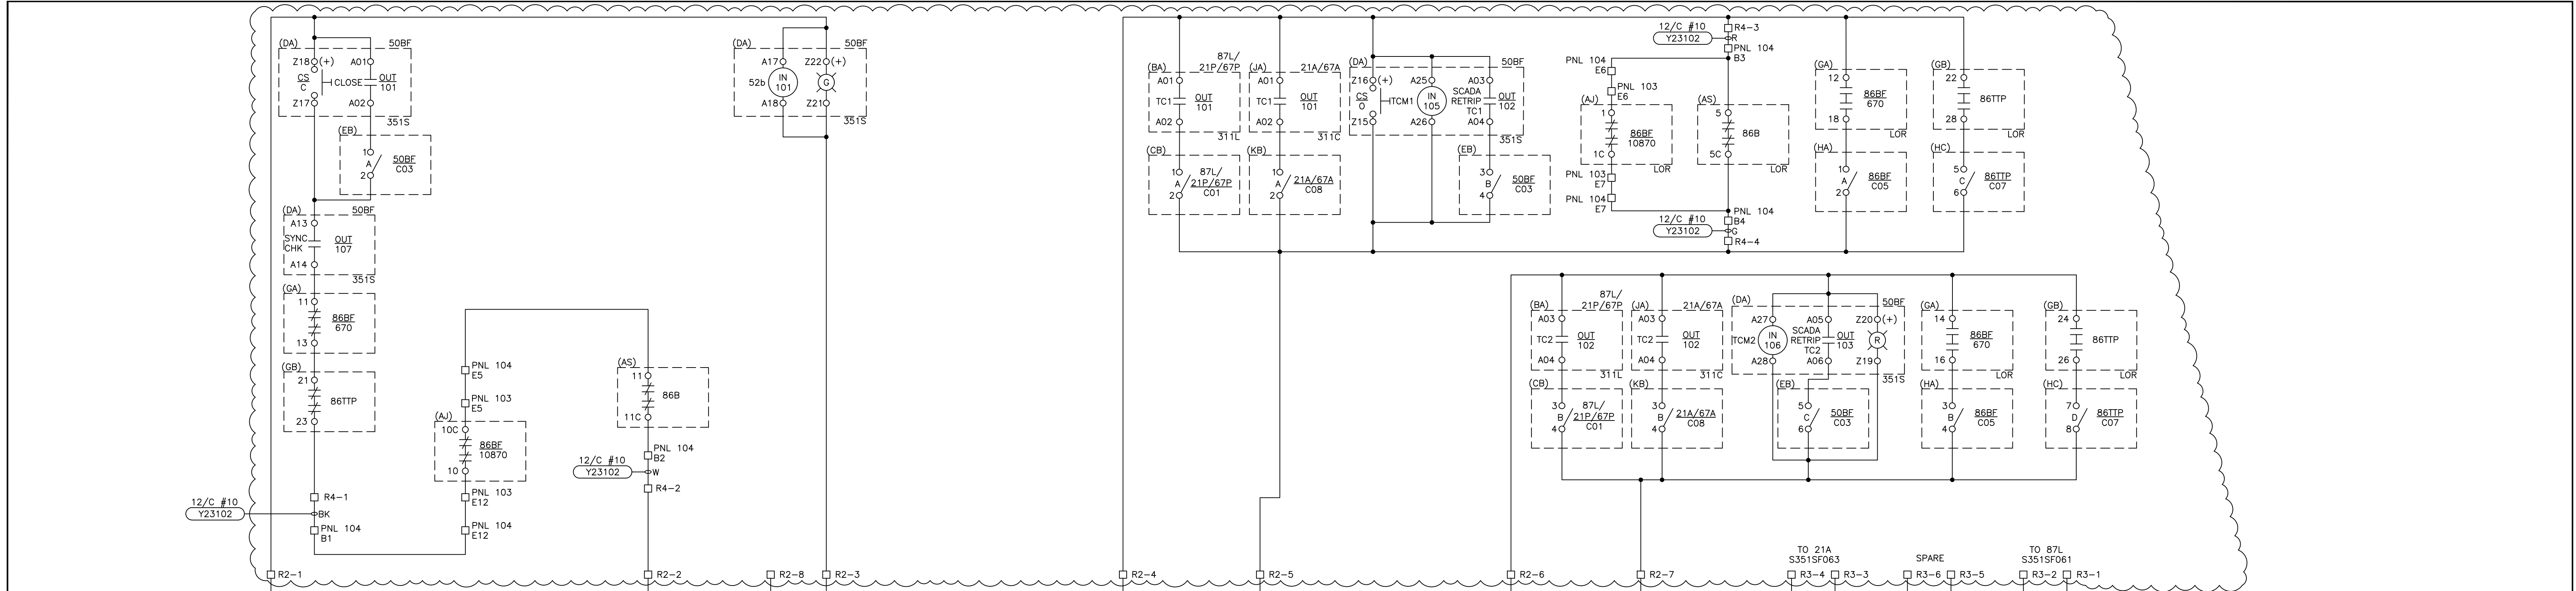 (DA)
50BF
Z18 (+)
A01
CS
C
CLOSE
OUT
101
Z17
A02
351S
(EB)
1
A
2
50BF
C03
(DA)
50BF
A13
SYNC
CHK
OUT
107
A14
351S
(GA)
11
86BF
670
13
(GB)
21
86TTP
23
R4-1
12/C #10
Y23102
BK
PNL 104
B1
R2-1
PNL 104
E5
PNL 103
E5
(AJ)
10C
86BF
10870
10
PNL 103
E12
PNL 104
E12
(AS)
11
86B
11C
PNL 104
B2
12/C #10
Y23102
W
R4-2
R2-2
(DA)
50BF
A17
Z22 (+)
52b
IN
101
G
A18
Z21
351S
R2-8
R2-3
R2-4
87L/
21P/67P
(BA)
A01
TC1
OUT
101
A02
311L
(CB)
1
A
2
87L/
21P/67P
C01
(JA)
21A/67A
A01
TC1
OUT
101
A02
311C
(KB)
1
A
2
21A/67A
C08
(DA)
50BF
Z16 (+)
A25
A03
CS
O
TCM1
IN
105
SCADA
RETRIP
TC1
OUT
102
Z15
A26
A04
351S
(EB)
3
B
4
50BF
C03
12/C #10
Y23102
R4-3
R
PNL 104
B3
PNL 104
E6
PNL 103
E6
(AJ)
1
86BF
10870
1C
LOR
PNL 103
E7
PNL 104
E7
(AS)
5
86B
5C
LOR
PNL 104
B4
12/C #10
Y23102
G
R4-4
(GA)
12
86BF
670
18
LOR
(HA)
1
A
2
86BF
C05
(GB)
22
86TTP
28
LOR
(HC)
5
C
6
86TTP
C07
R2-5
87L/
21P/67P
(BA)
A03
TC2
OUT
102
A04
311L
(CB)
3
B
4
87L/
21P/67P
C01
(JA)
21A/67A
A03
TC2
OUT
102
A04
311C
(KB)
3
B
4
21A/67A
C08
(DA)
50BF
A27
A05
Z20 (+)
TCM2
IN
106
SCADA
RETRIP
TC2
OUT
103
R
A28
A06
Z19
351S
(EB)
5
C
6
50BF
C03
(GA)
14
86BF
670
16
LOR
(HA)
3
B
4
86BF
C05
(GB)
24
86TTP
26
LOR
(HC)
7
D
8
86TTP
C07
R2-6
R2-7
TO 21A
S351SF063
R3-4
R3-3
SPARE
R3-6
R3-5
TO 87L
S351SF061
R3-2
R3-1